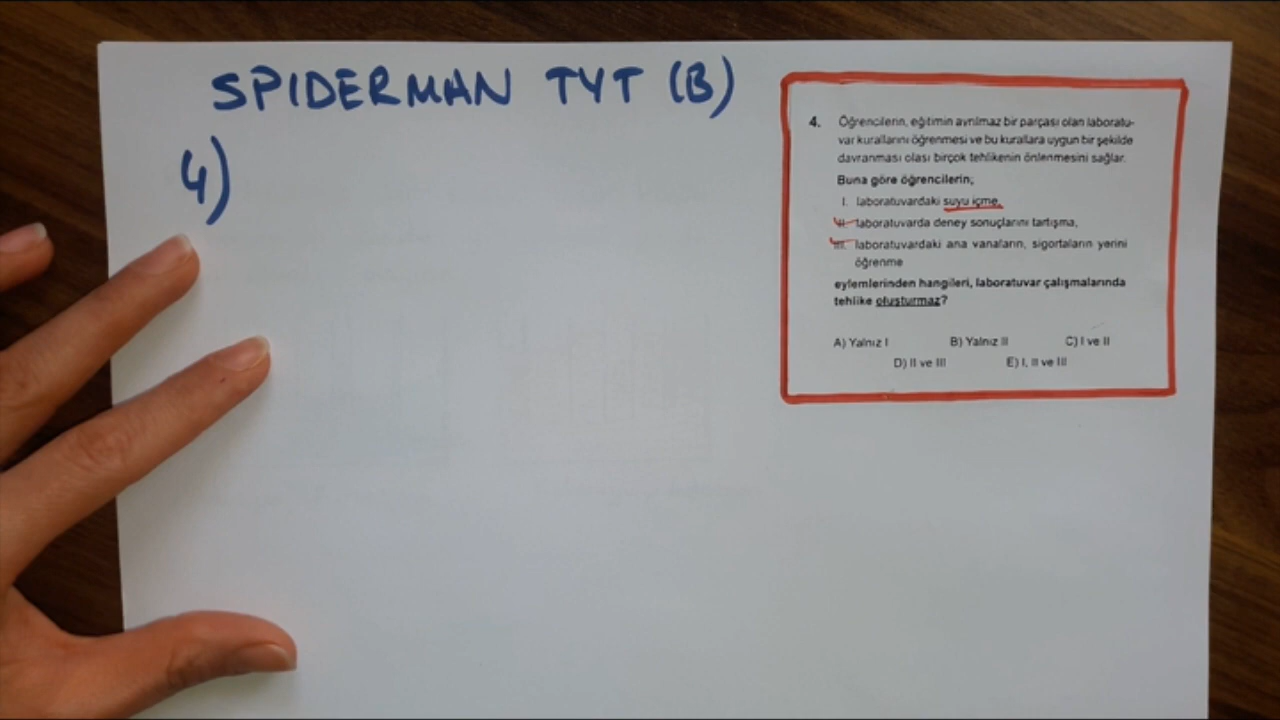 SPIDERMAN TYT (B)
4)
4. Öğrencilerin, eğitimin ayrılmaz bir parçası olan laboratu-
var kurallarını öğrenmesi ve bu kurallara uygun bir şekilde
davranması olası birçok tehlikenin önlenmesini sağlar.
Buna göre öğrencilerin;
I. laboratuvardaki suyu içme,
II. laboratuvarda deney sonuçlarını tartışma,
III. laboratuvardaki ana vanaların, sigortaların yerini
öğrenme
eylemlerinden hangileri, laboratuvar çalışmalarında
tehlike oluşturmaz?
A) Yalnız I B) Yalnız II C) I ve II
D) II ve III E) I, II ve III